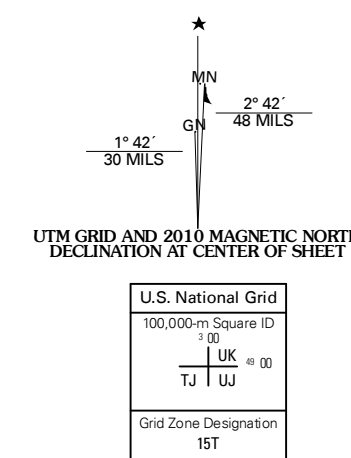 ★
MN
GN
2° 42´
48 MILS
1° 42´
30 MILS
UTM GRID AND 2010 MAGNETIC NORT
DECLINATION AT CENTER OF SHEET
U.S. National Grid
100,000-m Square ID
3 00
UK 49 00
TJ UJ
Grid Zone Designation
15T